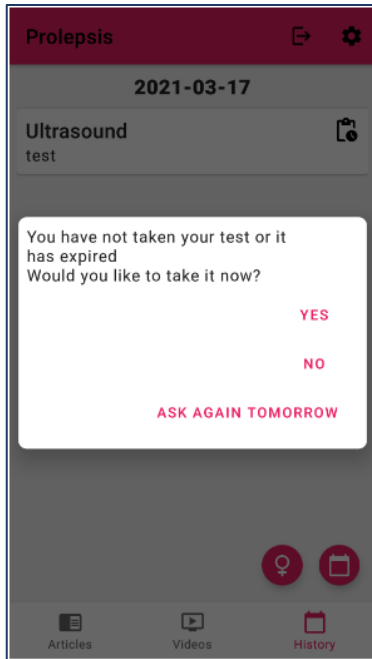 Prolepsis
2021-03-17
Ultrasound
test
You have not taken your test or it
has expired
Would you like to take it now?
YES
NO
ASK AGAIN TOMORROW
Articles
Videos
History